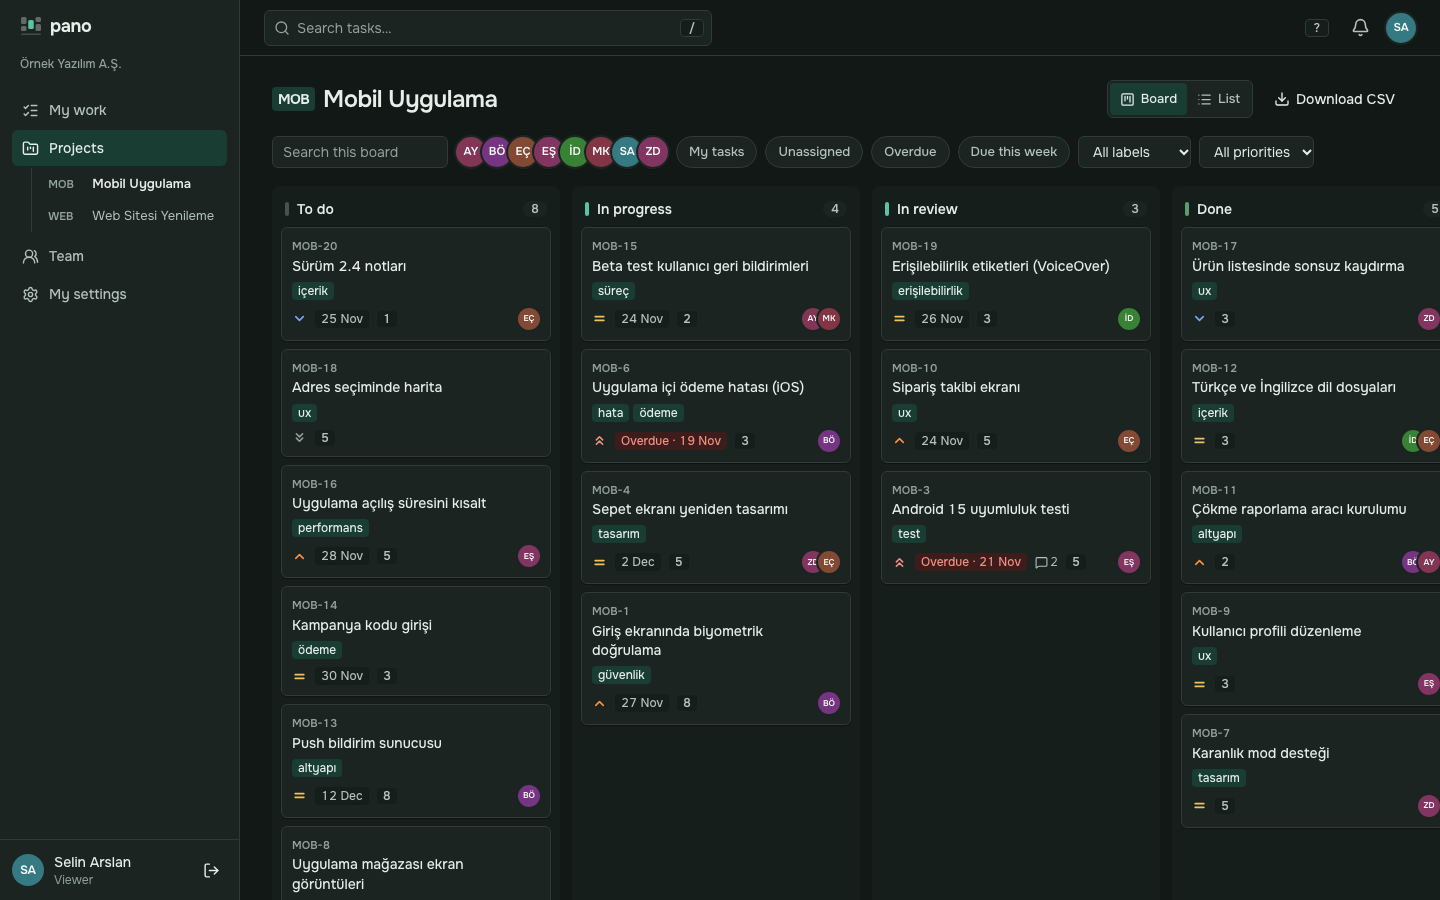 pano
Örnek Yazılım A.Ş.
My work
Projects
MOB Mobil Uygulama
WEB Web Sitesi Yenileme
Team
My settings
SA Selin Arslan
Viewer
Search tasks... /
? SA
MOB Mobil Uygulama
Board List Download CSV
Search this board AY BÖ EÇ EŞ İD MK SA ZD My tasks Unassigned Overdue Due this week All labels All priorities
To do 8
MOB-20
Sürüm 2.4 notları
içerik
25 Nov 1 EÇ
MOB-18
Adres seçiminde harita
ux
5
MOB-16
Uygulama açılış süresini kısalt
performans
28 Nov 5 EŞ
MOB-14
Kampanya kodu girişi
ödeme
30 Nov 3
MOB-13
Push bildirim sunucusu
altyapı
12 Dec 8 BÖ
MOB-8
Uygulama mağazası ekran
görüntüleri
In progress 4
MOB-15
Beta test kullanıcı geri bildirimleri
süreç
24 Nov 2 AY MK
MOB-6
Uygulama içi ödeme hatası (iOS)
hata ödeme
Overdue · 19 Nov 3 BÖ
MOB-4
Sepet ekranı yeniden tasarımı
tasarım
2 Dec 5 ZD EÇ
MOB-1
Giriş ekranında biyometrik
doğrulama
güvenlik
27 Nov 8 BÖ
In review 3
MOB-19
Erişilebilirlik etiketleri (VoiceOver)
erişilebilirlik
26 Nov 3 İD
MOB-10
Sipariş takibi ekranı
ux
24 Nov 5 EÇ
MOB-3
Android 15 uyumluluk testi
test
Overdue · 21 Nov 2 5 EŞ
Done 5
MOB-17
Ürün listesinde sonsuz kaydırma
ux
3 ZD
MOB-12
Türkçe ve İngilizce dil dosyaları
içerik
3 İD EÇ
MOB-11
Çökme raporlama aracı kurulumu
altyapı
2 BÖ AY
MOB-9
Kullanıcı profili düzenleme
ux
3 EŞ
MOB-7
Karanlık mod desteği
tasarım
5 ZD